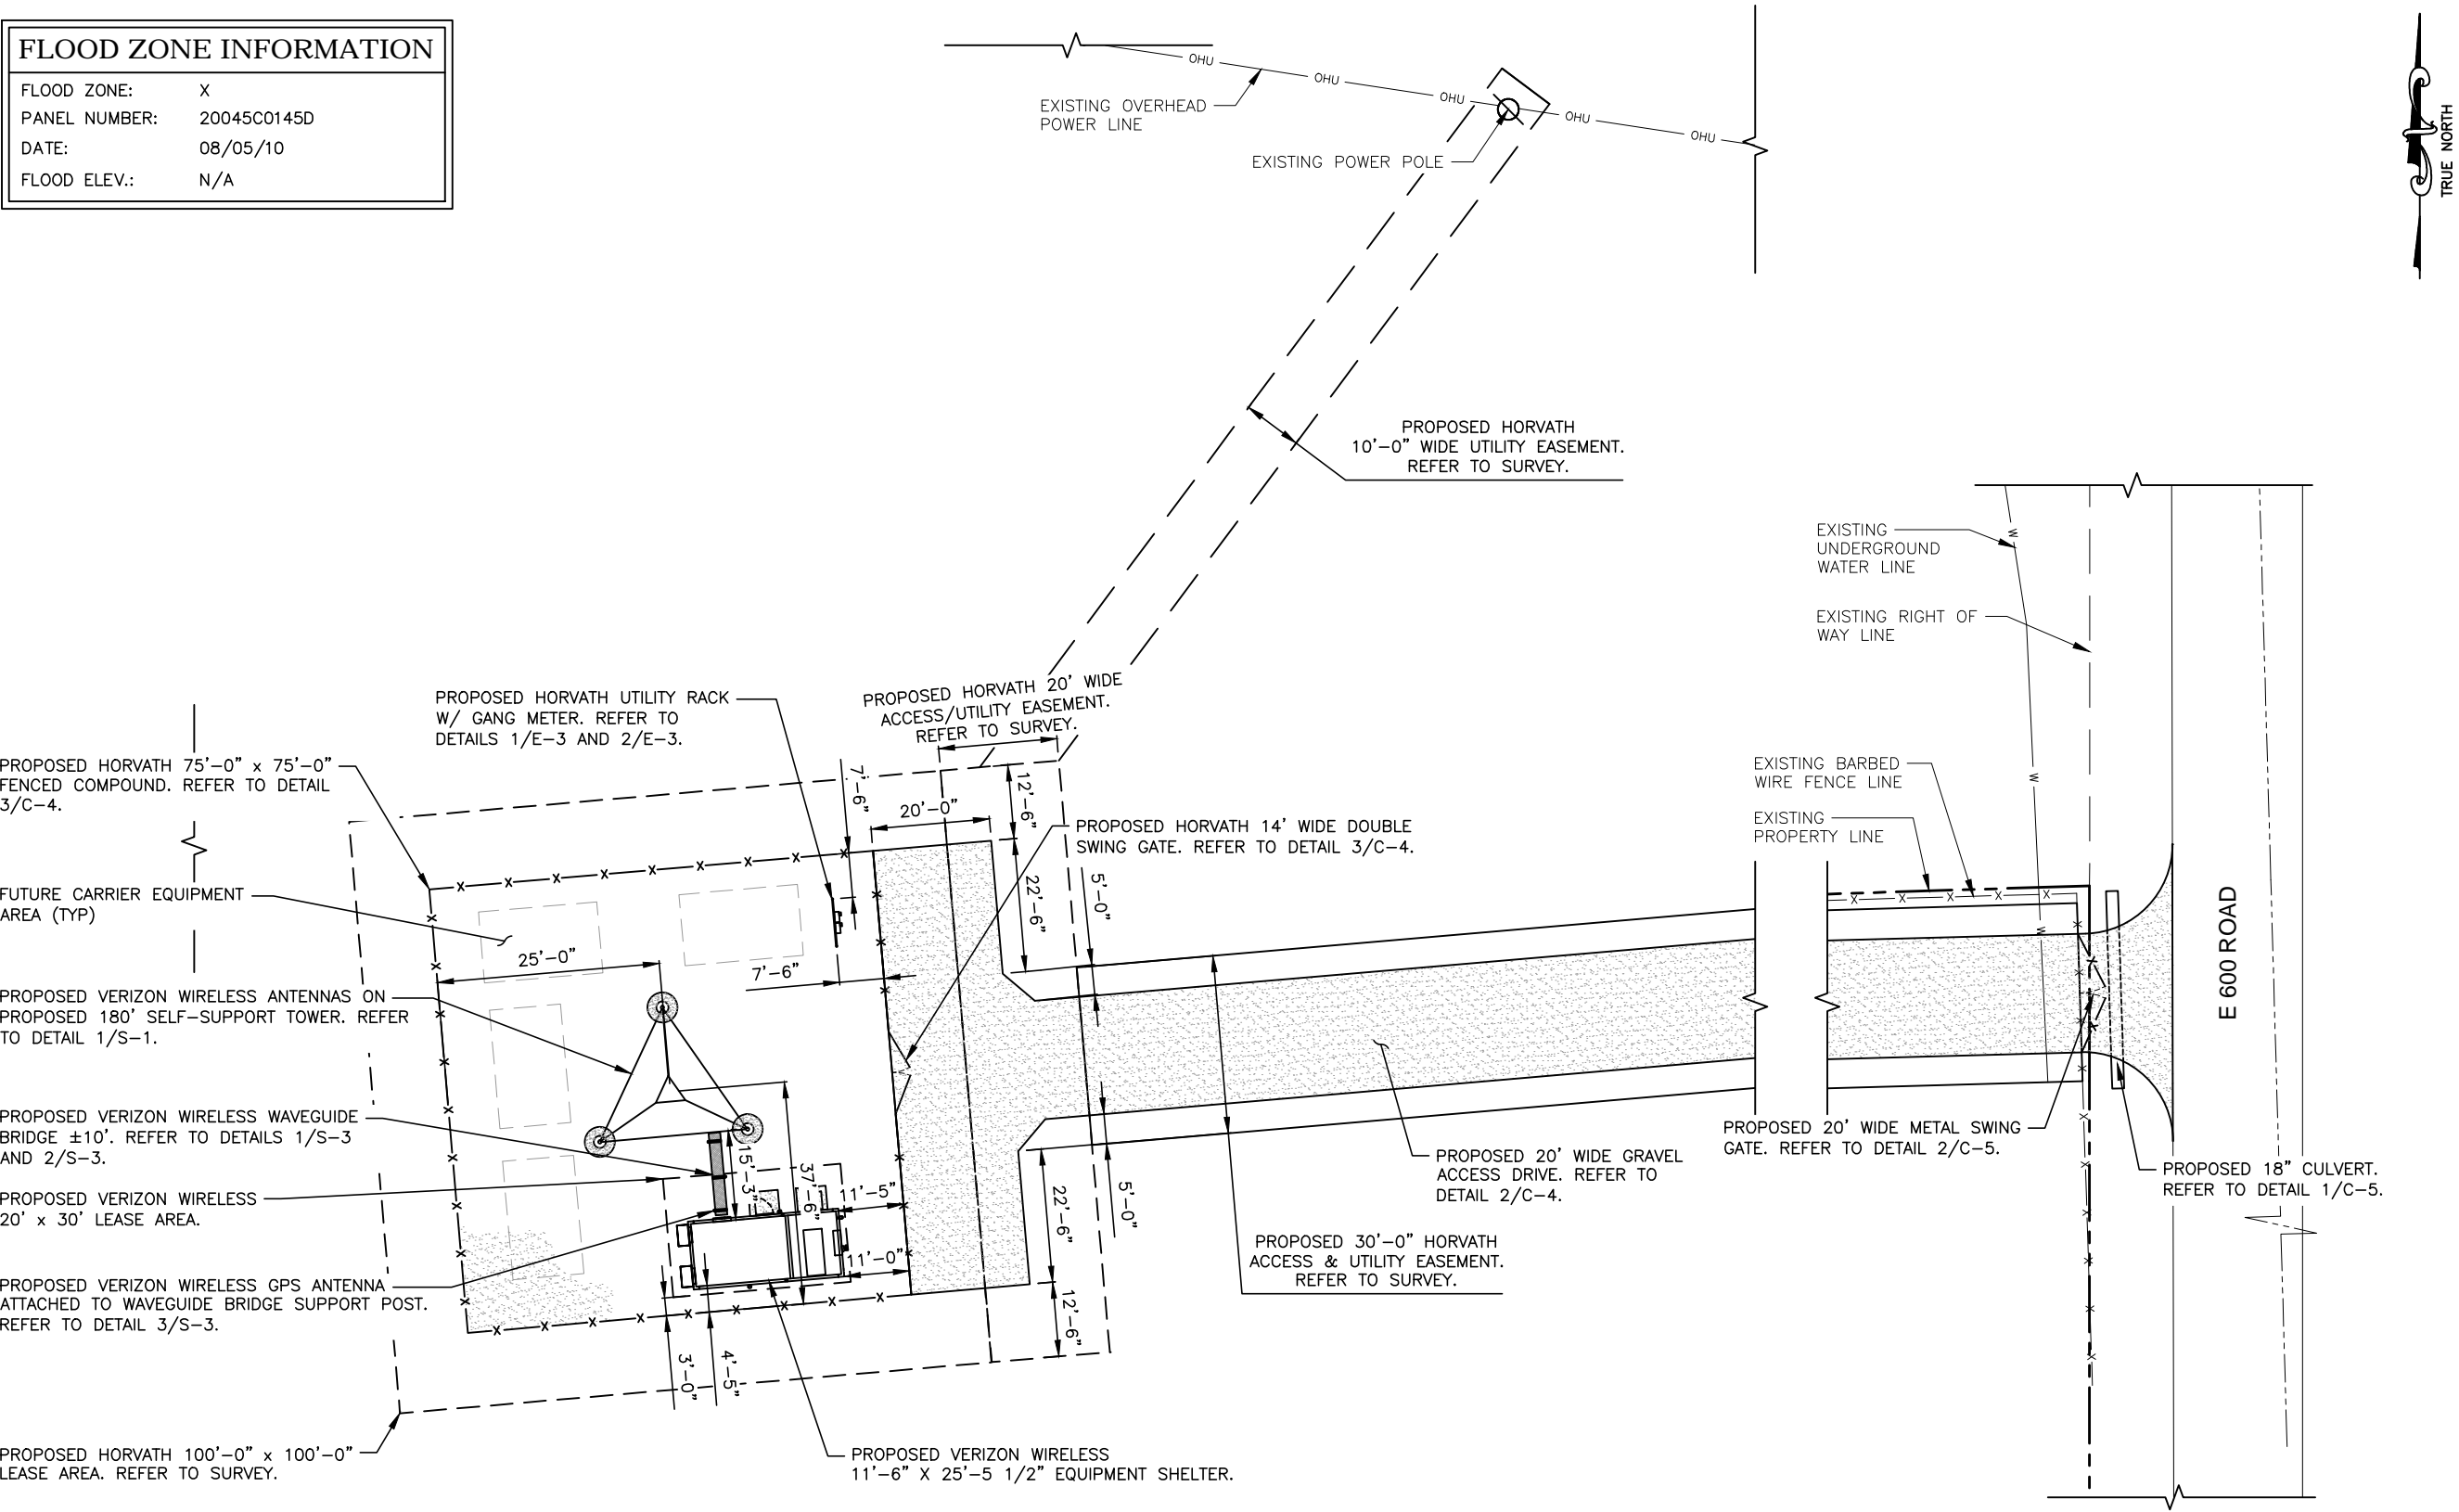 FLOOD ZONE INFORMATION
FLOOD ZONE: X
PANEL NUMBER: 20045C0145D
DATE: 08/05/10
FLOOD ELEV.: N/A
OHU
OHU
OHU
OHU
OHU
EXISTING OVERHEAD
POWER LINE
EXISTING POWER POLE
TRUE NORTH
PROPOSED HORVATH
10'-0" WIDE UTILITY EASEMENT.
REFER TO SURVEY.
EXISTING
UNDERGROUND
WATER LINE
W
EXISTING RIGHT OF
WAY LINE
PROPOSED HORVATH UTILITY RACK
W/ GANG METER. REFER TO
DETAILS 1/E-3 AND 2/E-3.
PROPOSED HORVATH 20' WIDE
ACCESS/UTILITY EASEMENT.
REFER TO SURVEY.
PROPOSED HORVATH 75'-0" x 75'-0"
FENCED COMPOUND. REFER TO DETAIL
3/C-4.
7'-6"
20'-0"
12'-6"
PROPOSED HORVATH 14' WIDE DOUBLE
SWING GATE. REFER TO DETAIL 3/C-4.
EXISTING BARBED
WIRE FENCE LINE
W
EXISTING
PROPERTY LINE
FUTURE CARRIER EQUIPMENT
AREA (TYP)
22'-6"
5'-0"
25'-0"
7'-6"
W
E 600 ROAD
PROPOSED VERIZON WIRELESS ANTENNAS ON
PROPOSED 180' SELF-SUPPORT TOWER. REFER
TO DETAIL 1/S-1.
PROPOSED VERIZON WIRELESS WAVEGUIDE
BRIDGE ±10'. REFER TO DETAILS 1/S-3
AND 2/S-3.
15'-3"
37'-6"
11'-5"
22'-6"
5'-0"
PROPOSED 20' WIDE GRAVEL
ACCESS DRIVE. REFER TO
DETAIL 2/C-4.
PROPOSED 20' WIDE METAL SWING
GATE. REFER TO DETAIL 2/C-5.
PROPOSED 18" CULVERT.
REFER TO DETAIL 1/C-5.
PROPOSED VERIZON WIRELESS
20' x 30' LEASE AREA.
11'-0"
PROPOSED 30'-0" HORVATH
ACCESS & UTILITY EASEMENT.
REFER TO SURVEY.
PROPOSED VERIZON WIRELESS GPS ANTENNA
ATTACHED TO WAVEGUIDE BRIDGE SUPPORT POST.
REFER TO DETAIL 3/S-3.
12'-6"
3'-0"
4'-5"
PROPOSED HORVATH 100'-0" x 100'-0"
LEASE AREA. REFER TO SURVEY.
PROPOSED VERIZON WIRELESS
11'-6" X 25'-5 1/2" EQUIPMENT SHELTER.